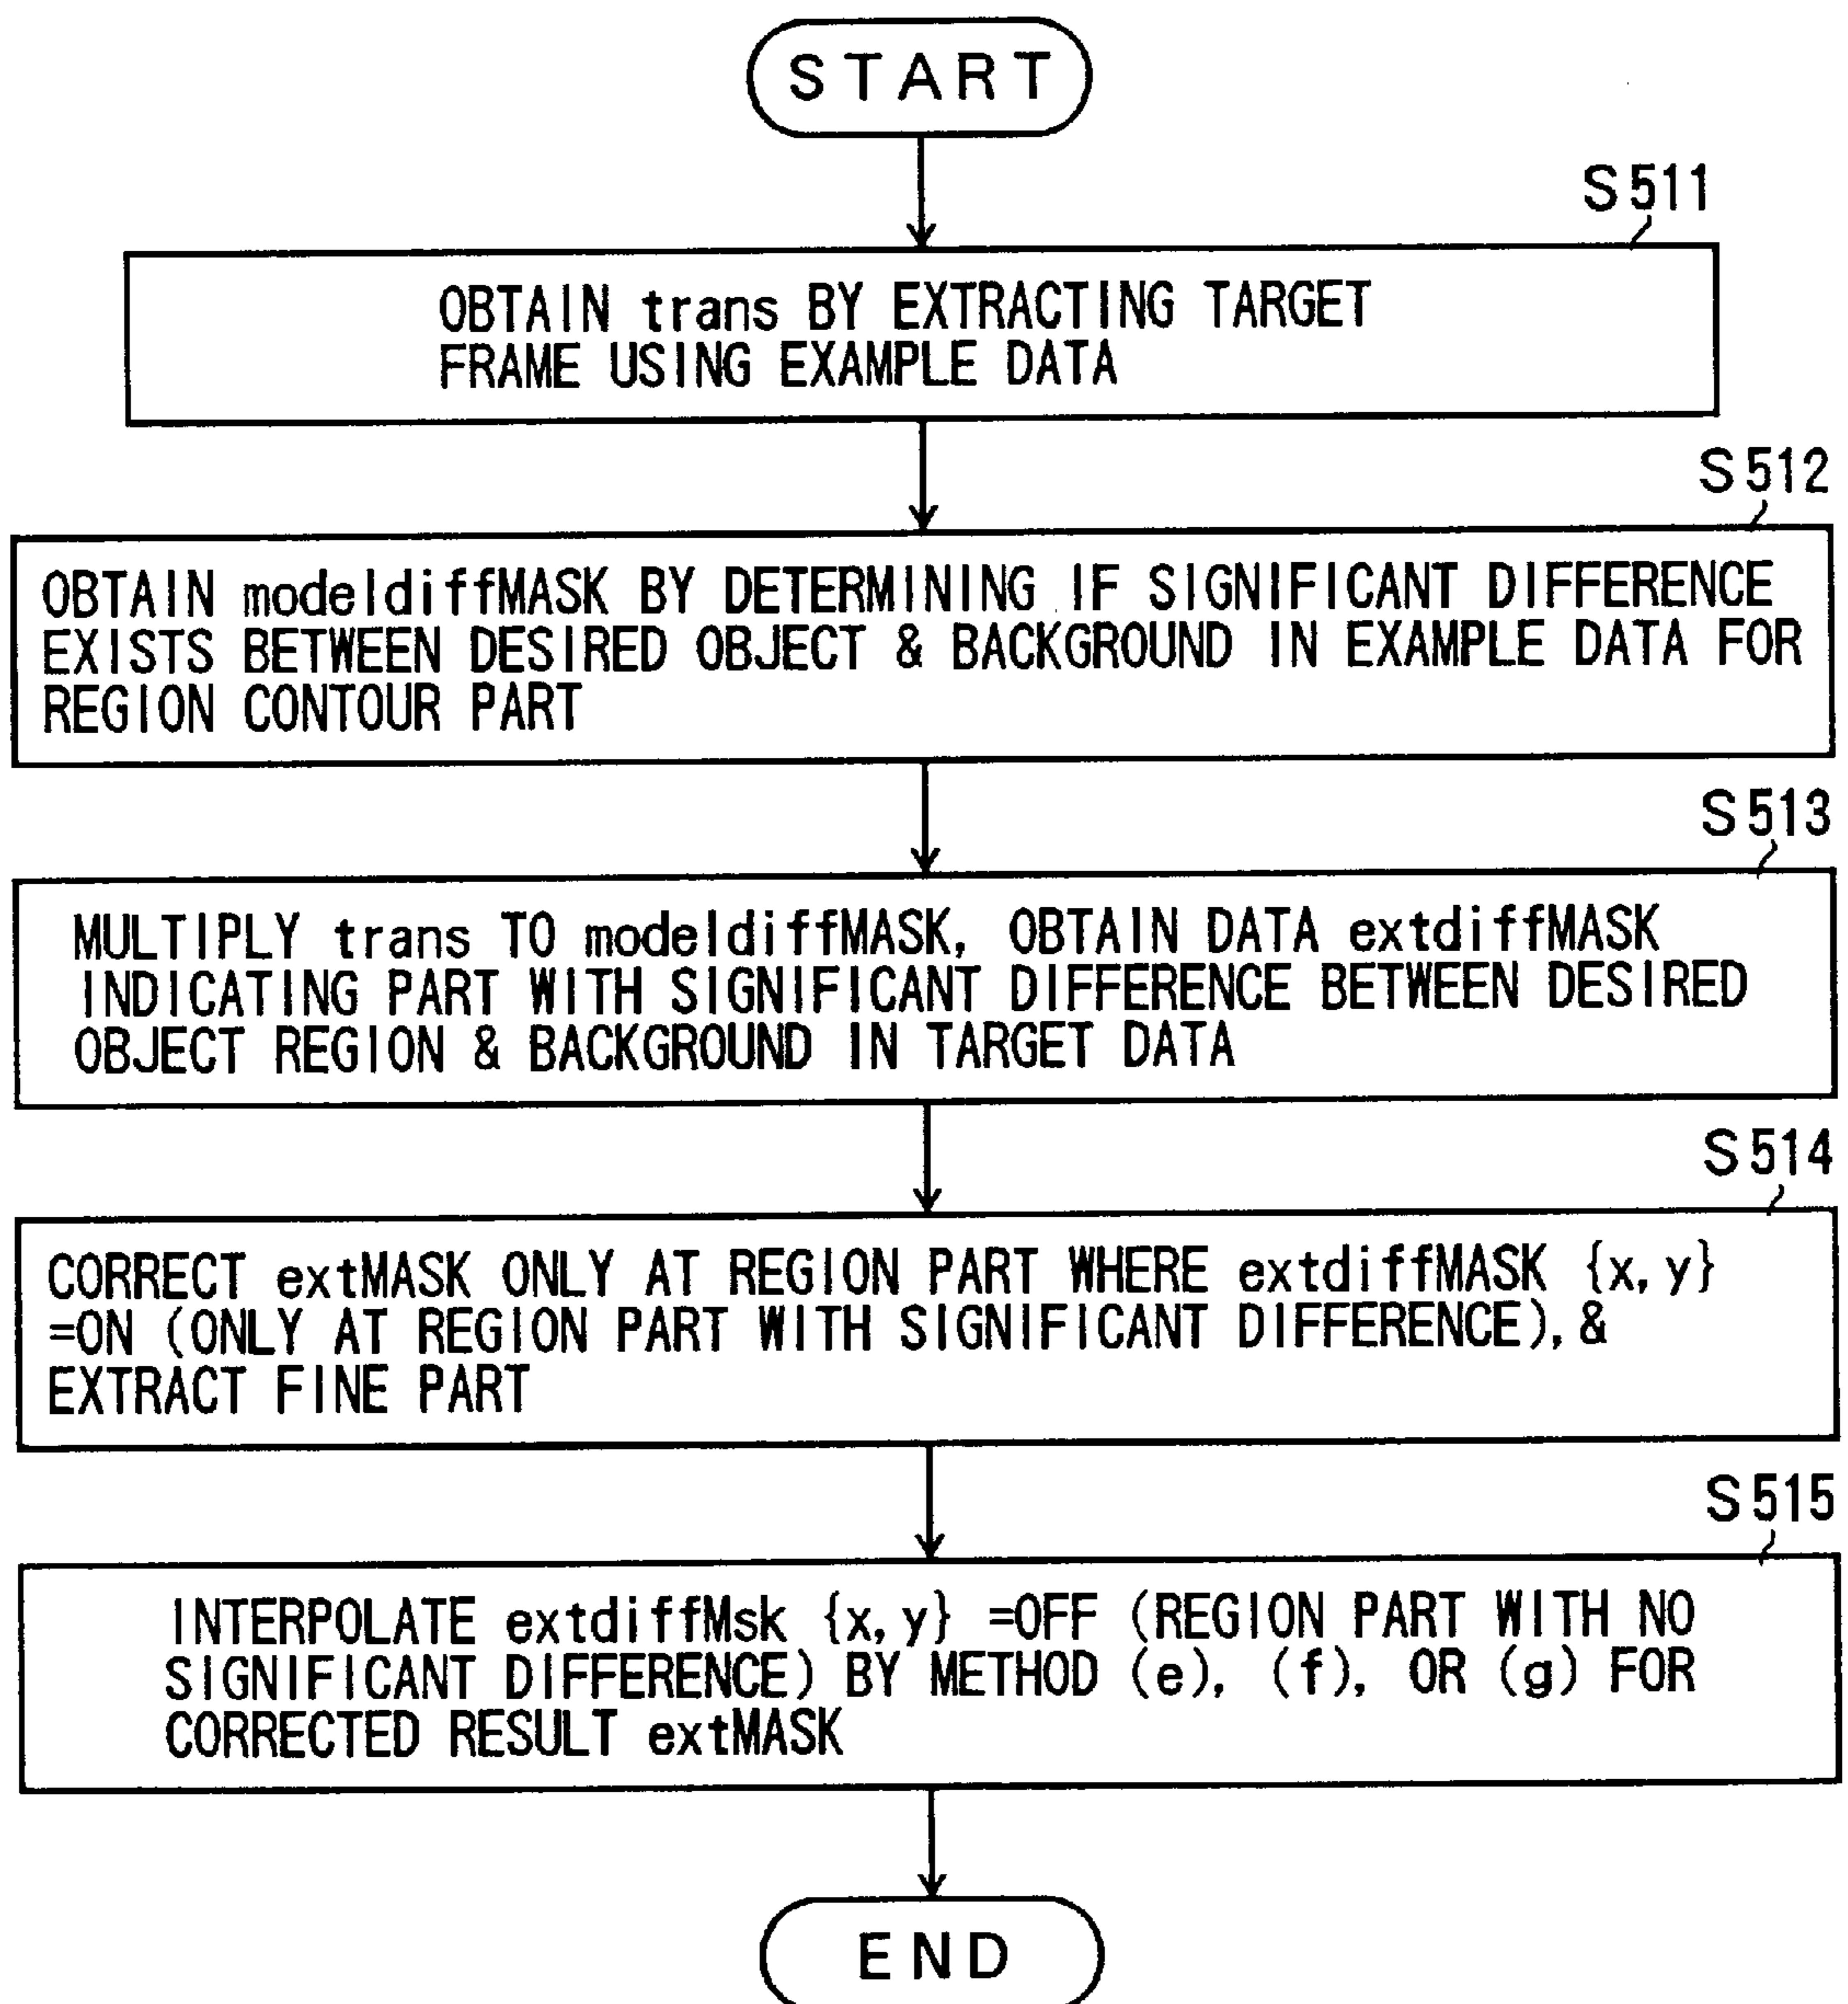 START
S511
OBTAIN trans BY EXTRACTING TARGET
FRAME USING EXAMPLE DATA
S512
OBTAIN modeldiffMASK BY DETERMINING IF SIGNIFICANT DIFFERENCE
EXISTS BETWEEN DESIRED OBJECT & BACKGROUND IN EXAMPLE DATA FOR
REGION CONTOUR PART
S513
MULTIPLY trans TO modeldiffMASK, OBTAIN DATA extdiffMASK
INDICATING PART WITH SIGNIFICANT DIFFERENCE BETWEEN DESIRED
OBJECT REGION & BACKGROUND IN TARGET DATA
S514
CORRECT extMASK ONLY AT REGION PART WHERE extdiffMASK {x, y}
=ON (ONLY AT REGION PART WITH SIGNIFICANT DIFFERENCE), &
EXTRACT FINE PART
S515
INTERPOLATE extdiffMsk {x, y} =OFF (REGION PART WITH NO
SIGNIFICANT DIFFERENCE) BY METHOD (e), (f), OR (g) FOR
CORRECTED RESULT extMASK
END